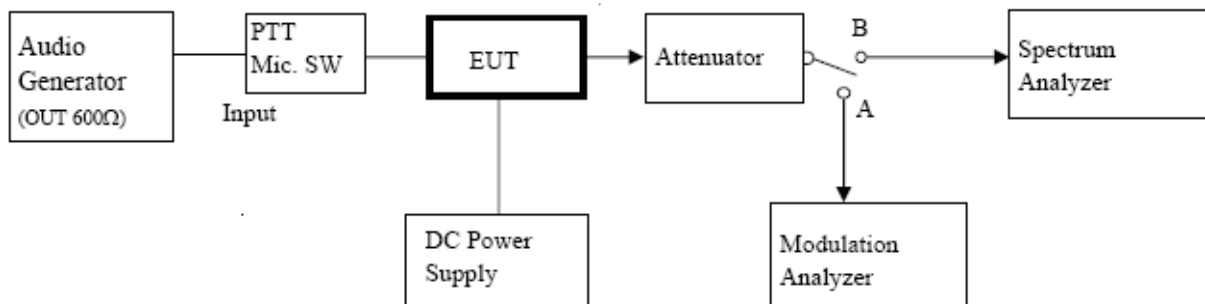 Audio
Generator
(OUT 600Ω)
PTT
Mic. SW
Input
EUT
Attenuator
B
A
Spectrum
Analyzer
DC Power
Supply
Modulation
Analyzer